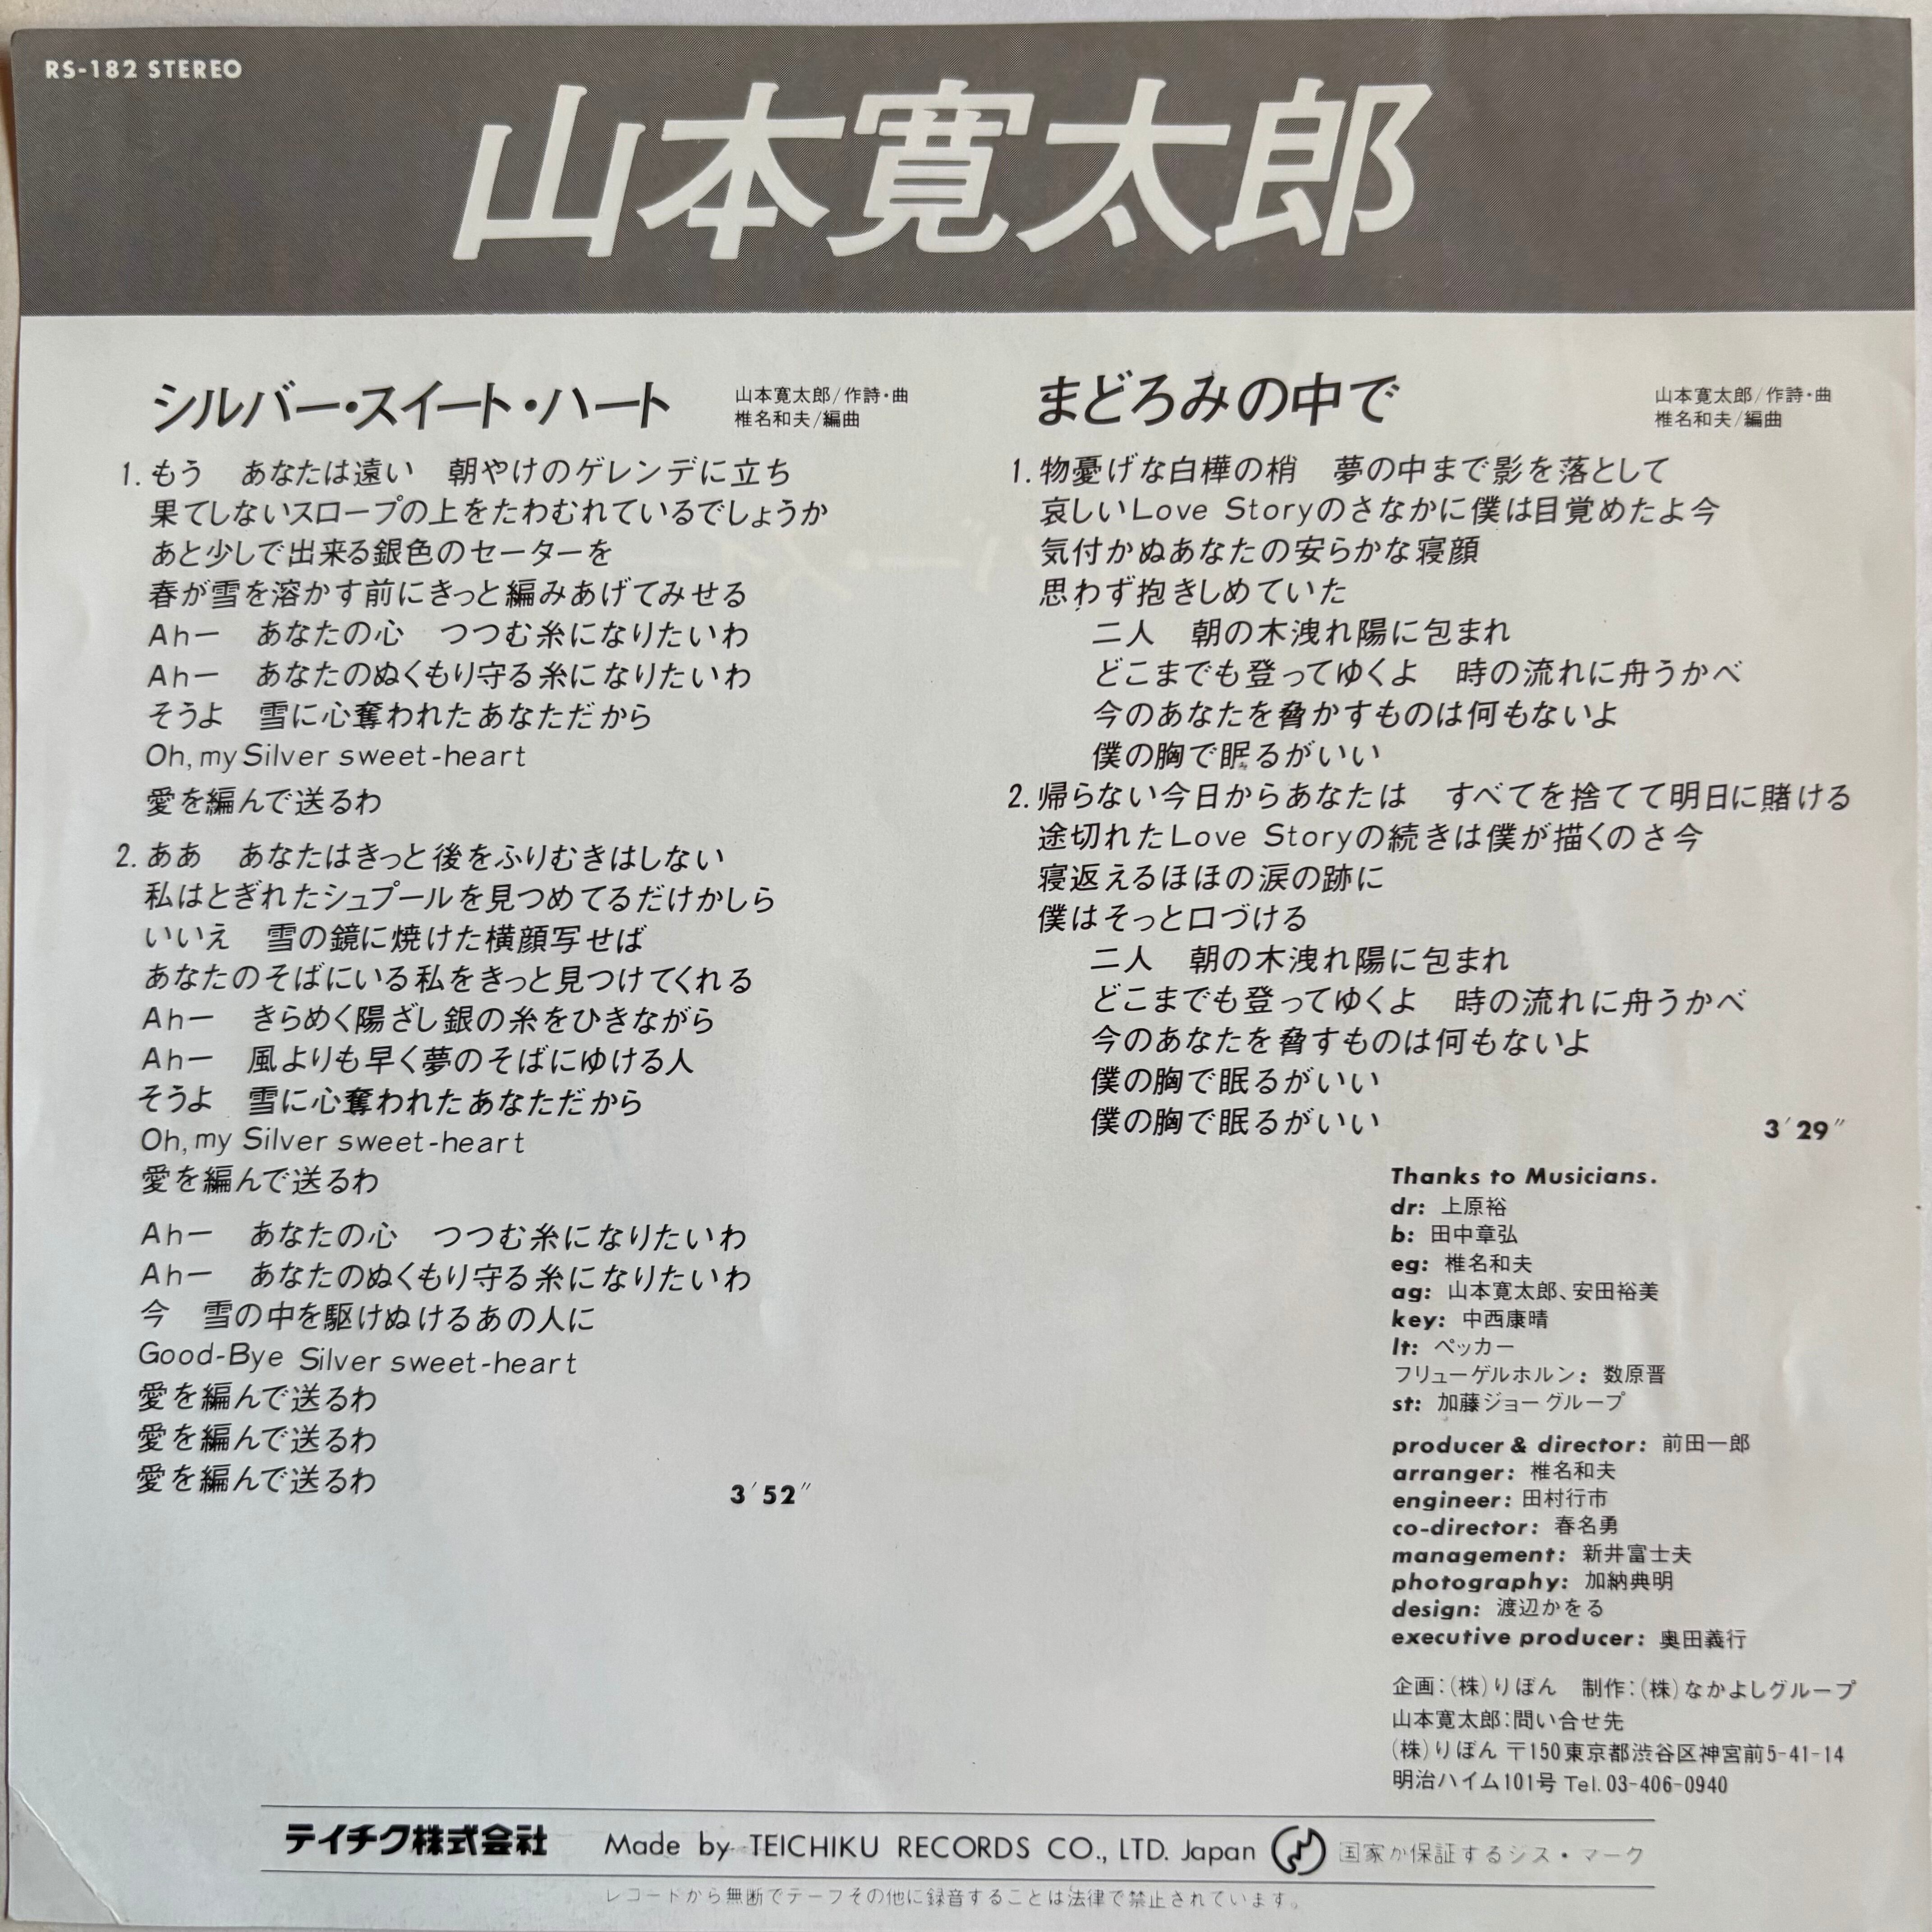 RS-182 STEREO
山本寛太郎
シルバー・スイート・ハート
山本寛太郎/作詩・曲
椎名和夫/編曲
1. もう　あなたは遠い　朝やけのゲレンデに立ち
果てしないスロープの上をたわむれているでしょうか
あと少しで出来る銀色のセーターを
春が雪を溶かす前にきっと編みあげてみせる
Ahー　あなたの心　つつむ糸になりたいわ
Ahー　あなたのぬくもり守る糸になりたいわ
そうよ　雪に心奪われたあなただから
Oh, my Silver sweet-heart
愛を編んで送るわ
2. ああ　あなたはきっと後をふりむきはしない
私はとぎれたシュプールを見つめてるだけかしら
いいえ　雪の鏡に焼けた横顔写せば
あなたのそばにいる私をきっと見つけてくれる
Ahー　きらめく陽ざし銀の糸をひきながら
Ahー　風よりも早く夢のそばにゆける人
そうよ　雪に心奪われたあなただから
Oh, my Silver sweet-heart
愛を編んで送るわ
Ahー　あなたの心　つつむ糸になりたいわ
Ahー　あなたのぬくもり守る糸になりたいわ
今　雪の中を駆けぬけるあの人に
Good-Bye Silver sweet-heart
愛を編んで送るわ
愛を編んで送るわ
愛を編んで送るわ
3′52″
まどろみの中で
山本寛太郎/作詩・曲
椎名和夫/編曲
1. 物憂げな白樺の梢　夢の中まで影を落として
哀しいLove Storyのさなかに僕は目覚めたよ今
気付かぬあなたの安らかな寝顔
思わず抱きしめていた
二人　朝の木洩れ陽に包まれ
どこまでも登ってゆくよ　時の流れに舟うかべ
今のあなたを脅かすものは何もないよ
僕の胸で眠るがいい
2. 帰らない今日からあなたは　すべてを捨てて明日に賭ける
途切れたLove Storyの続きは僕が描くのさ今
寝返えるほほの涙の跡に
僕はそっと口づける
二人　朝の木洩れ陽に包まれ
どこまでも登ってゆくよ　時の流れに舟うかべ
今のあなたを脅すものは何もないよ
僕の胸で眠るがいい
僕の胸で眠るがいい
3′29″
Thanks to Musicians.
dr: 上原裕
b: 田中章弘
eg: 椎名和夫
ag: 山本寛太郎、安田裕美
key: 中西康晴
lt: ペッカー
フリューゲルホルン: 数原晋
st: 加藤ジョーグループ
producer & director: 前田一郎
arranger: 椎名和夫
engineer: 田村行市
co-director: 春名勇
management: 新井富士夫
photography: 加納典明
design: 渡辺かをる
executive producer: 奥田義行
企画:(株)りぼん　制作:(株)なかよしグループ
山本寛太郎:問い合せ先
(株)りぼん 〒150東京都渋谷区神宮前5-41-14
明治ハイム101号 Tel. 03-406-0940
テイチク株式会社　Made by TEICHIKU RECORDS CO., LTD. Japan　国家が保証するジス・マーク
レコードから無断でテープその他に録音することは法律で禁止されています。